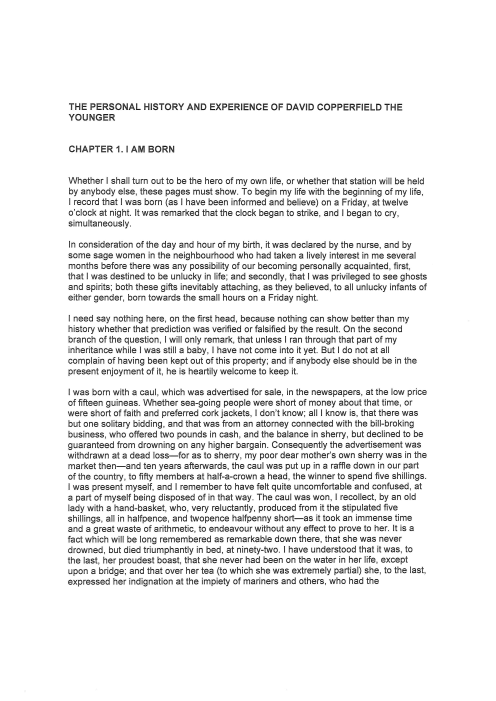 THE PERSONAL HISTORY AND EXPERIENCE OF DAVID COPPERFIELD THE
YOUNGER
CHAPTER 1. I AM BORN
Whether I shall turn out to be the hero of my own life, or whether that station will be held
by anybody else, these pages must show. To begin my life with the beginning of my life,
I record that I was born (as I have been informed and believe) on a Friday, at twelve
o'clock at night. It was remarked that the clock began to strike, and I began to cry,
simultaneously.
In consideration of the day and hour of my birth, it was declared by the nurse, and by
some sage women in the neighbourhood who had taken a lively interest in me several
months before there was any possibility of our becoming personally acquainted, first,
that I was destined to be unlucky in life; and secondly, that I was privileged to see ghosts
and spirits; both these gifts inevitably attaching, as they believed, to all unlucky infants of
either gender, born towards the small hours on a Friday night.
I need say nothing here, on the first head, because nothing can show better than my
history whether that prediction was verified or falsified by the result. On the second
branch of the question, I will only remark, that unless I ran through that part of my
inheritance while I was still a baby, I have not come into it yet. But I do not at all
complain of having been kept out of this property; and if anybody else should be in the
present enjoyment of it, he is heartily welcome to keep it.
I was born with a caul, which was advertised for sale, in the newspapers, at the low price
of fifteen guineas. Whether sea-going people were short of money about that time, or
were short of faith and preferred cork jackets, I don't know; all I know is, that there was
but one solitary bidding, and that was from an attorney connected with the bill-broking
business, who offered two pounds in cash, and the balance in sherry, but declined to be
guaranteed from drowning on any higher bargain. Consequently the advertisement was
withdrawn at a dead loss—for as to sherry, my poor dear mother's own sherry was in the
market then—and ten years afterwards, the caul was put up in a raffle down in our part
of the country, to fifty members at half-a-crown a head, the winner to spend five shillings.
I was present myself, and I remember to have felt quite uncomfortable and confused, at
a part of myself being disposed of in that way. The caul was won, I recollect, by an old
lady with a hand-basket, who, very reluctantly, produced from it the stipulated five
shillings, all in halfpence, and twopence halfpenny short—as it took an immense time
and a great waste of arithmetic, to endeavour without any effect to prove to her. It is a
fact which will be long remembered as remarkable down there, that she was never
drowned, but died triumphantly in bed, at ninety-two. I have understood that it was, to
the last, her proudest boast, that she never had been on the water in her life, except
upon a bridge; and that over her tea (to which she was extremely partial) she, to the last,
expressed her indignation at the impiety of mariners and others, who had the